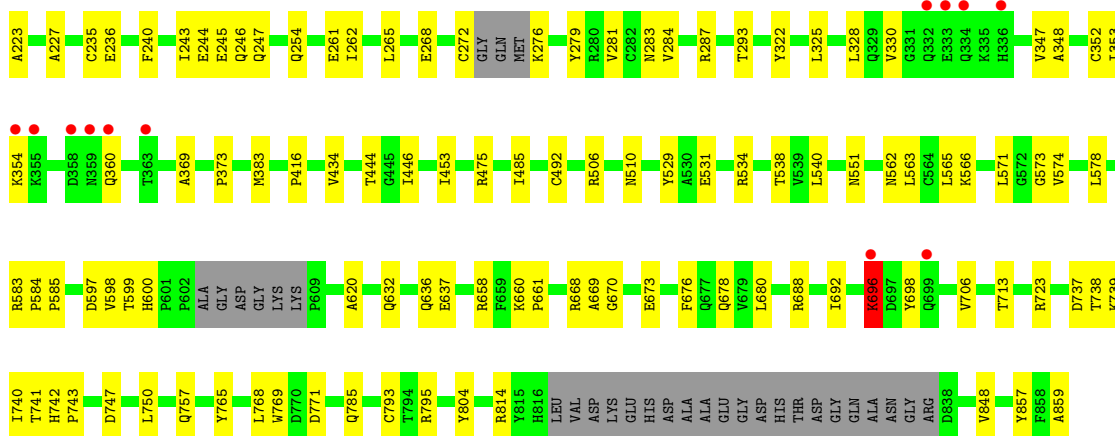 A223 A227 C235 E236 F240 I243 E244 E245 Q246 Q247 Q254 E261 I262 L265 E268 C272 GLY GLN MET K276 Y279 R280 V281 C282 N283 V284 R287 T293 Y322 L325 L328 Q329 V330 G331 Q332 E333 Q334 K335 H336 V347 A348 C352 I353
K354 K355 D358 N359 Q360 T363 A369 P373 M383 P416 V434 T444 G445 I446 I453 R475 I485 C492 R506 N510 Y529 A530 E531 R534 T538 V539 L540 N551 N562 L563 C564 L565 K566 L571 G572 G573 V574 L578
R583 P584 P585 D597 V598 T599 H600 P601 P602 ALA GLY ASP GLY LYS LYS P609 A620 Q632 Q636 E637 R658 F659 K660 P661 R668 A669 G670 E673 F676 Q677 Q678 V679 L680 R688 I692 K696 D697 Y698 Q699 V706 T713 R723 D737 T738 K739
I740 T741 H742 P743 D747 L750 Q757 Y765 L768 W769 D770 D771 Q785 C793 T794 R795 Y804 R814 Y815 H816 LEU VAL ASP LYS GLU HIS ASP ALA ALA GLU GLY ASP HIS THR ASP GLY GLN ALA ASN GLY ARG D838 V848 Y857 F858 A859